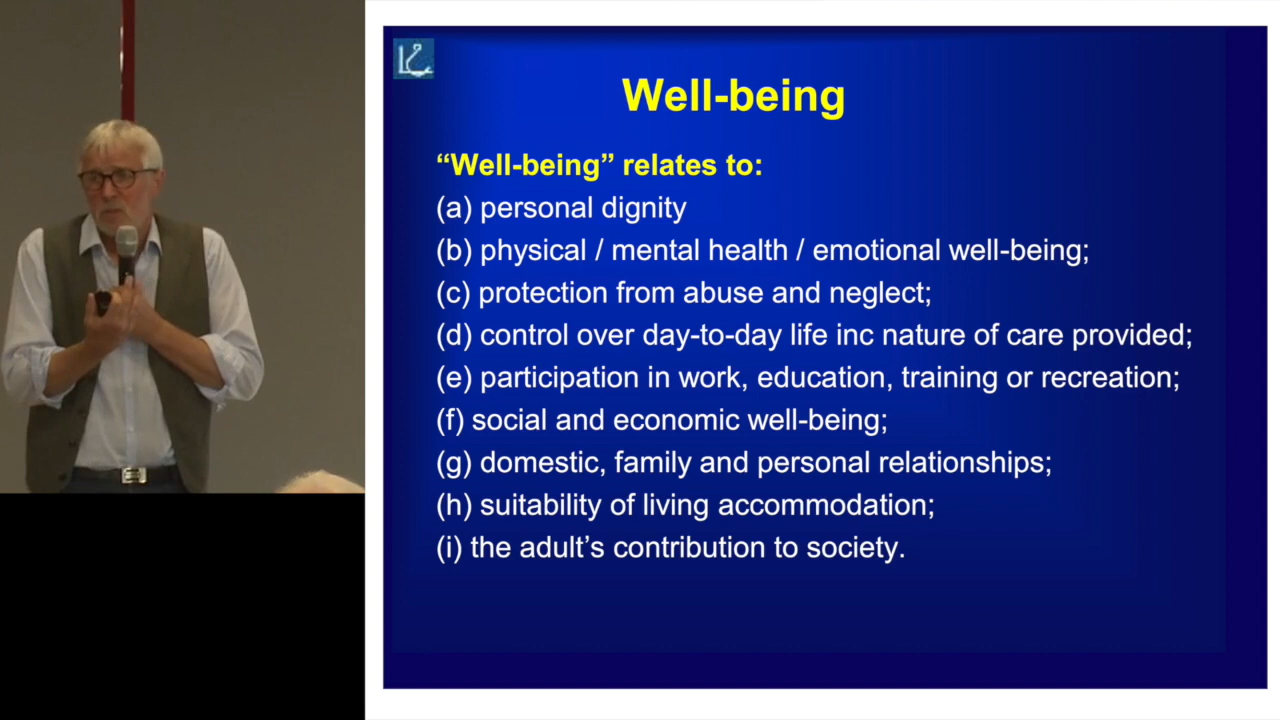 Well-being
“Well-being” relates to:
(a) personal dignity
(b) physical / mental health / emotional well-being;
(c) protection from abuse and neglect;
(d) control over day-to-day life inc nature of care provided;
(e) participation in work, education, training or recreation;
(f) social and economic well-being;
(g) domestic, family and personal relationships;
(h) suitability of living accommodation;
(i) the adult’s contribution to society.